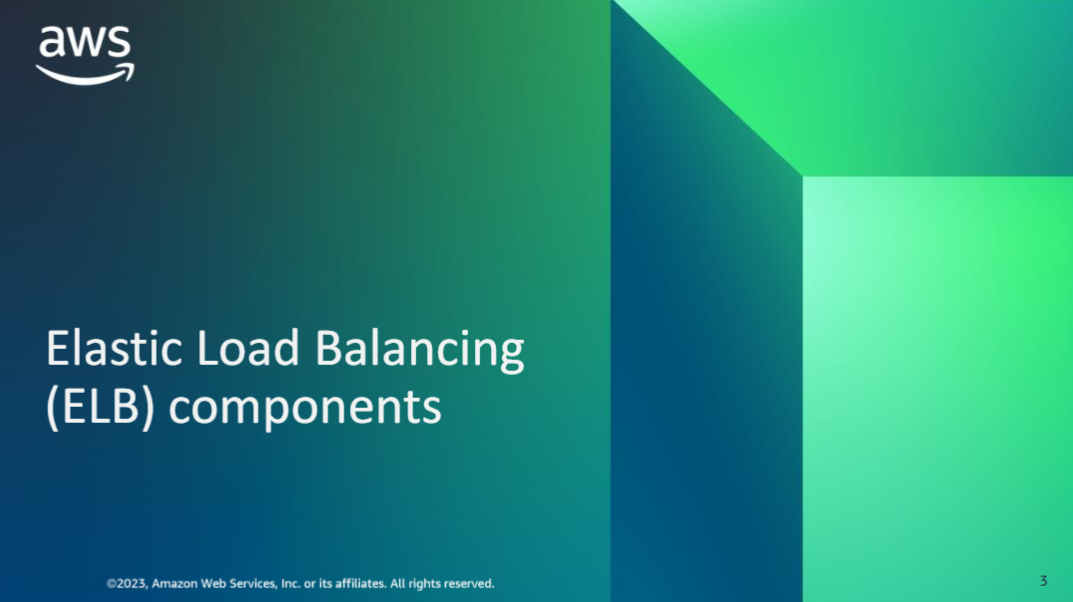 aws
Elastic Load Balancing
(ELB) components
©2023, Amazon Web Services, Inc. or its affiliates. All rights reserved.
3